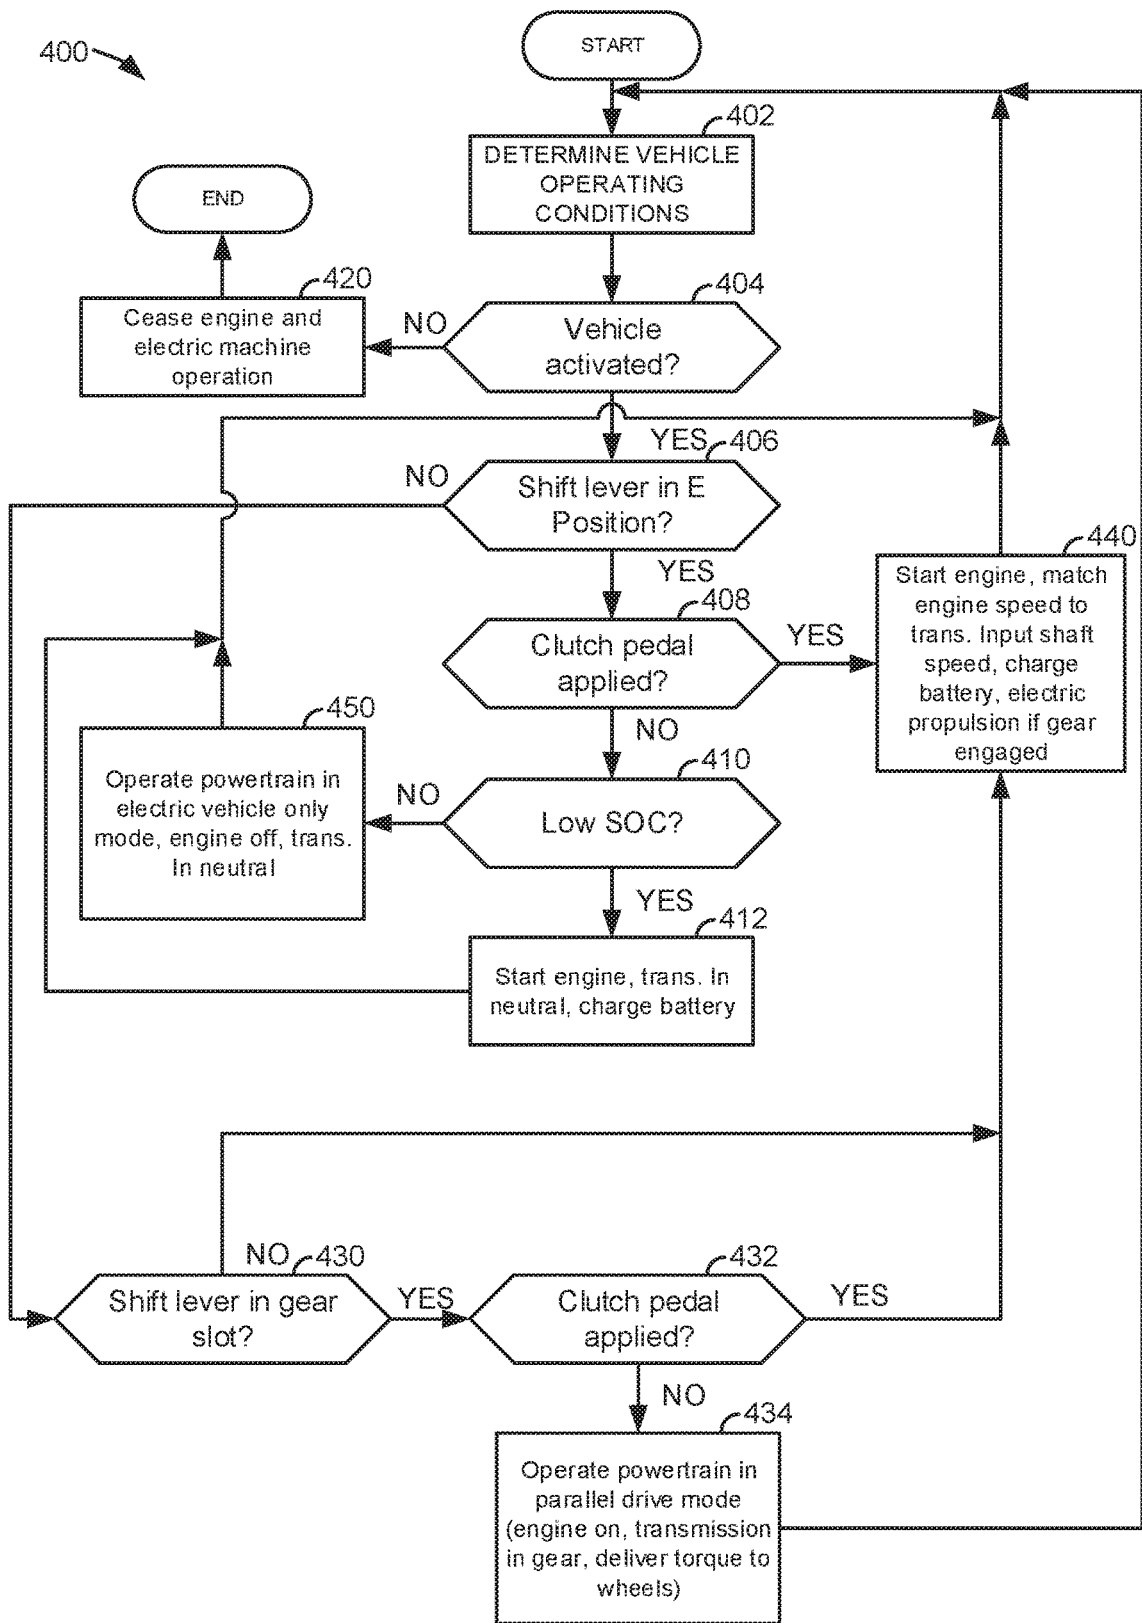 400
START
402
DETERMINE VEHICLE
OPERATING
CONDITIONS
END
420
Cease engine and
electric machine
operation
NO
404
Vehicle
activated?
YES
406
NO
Shift lever in E
Position?
YES
408
Clutch pedal
applied?
YES
440
Start engine, match
engine speed to
trans. Input shaft
speed, charge
battery, electric
propulsion if gear
engaged
NO
410
Low SOC?
NO
450
Operate powertrain in
electric vehicle only
mode, engine off, trans.
In neutral
YES
412
Start engine, trans. In
neutral, charge battery
NO
430
Shift lever in gear
slot?
YES
432
Clutch pedal
applied?
YES
NO
434
Operate powertrain in
parallel drive mode
(engine on, transmission
in gear, deliver torque to
wheels)